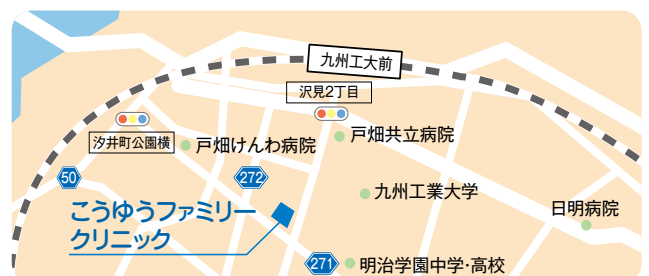 九州工大前
沢見2丁目
汐井町公園横
戸畑けんわ病院
戸畑共立病院
50
272
九州工業大学
こうゆうファミリー
クリニック
日明病院
271
明治学園中学・高校